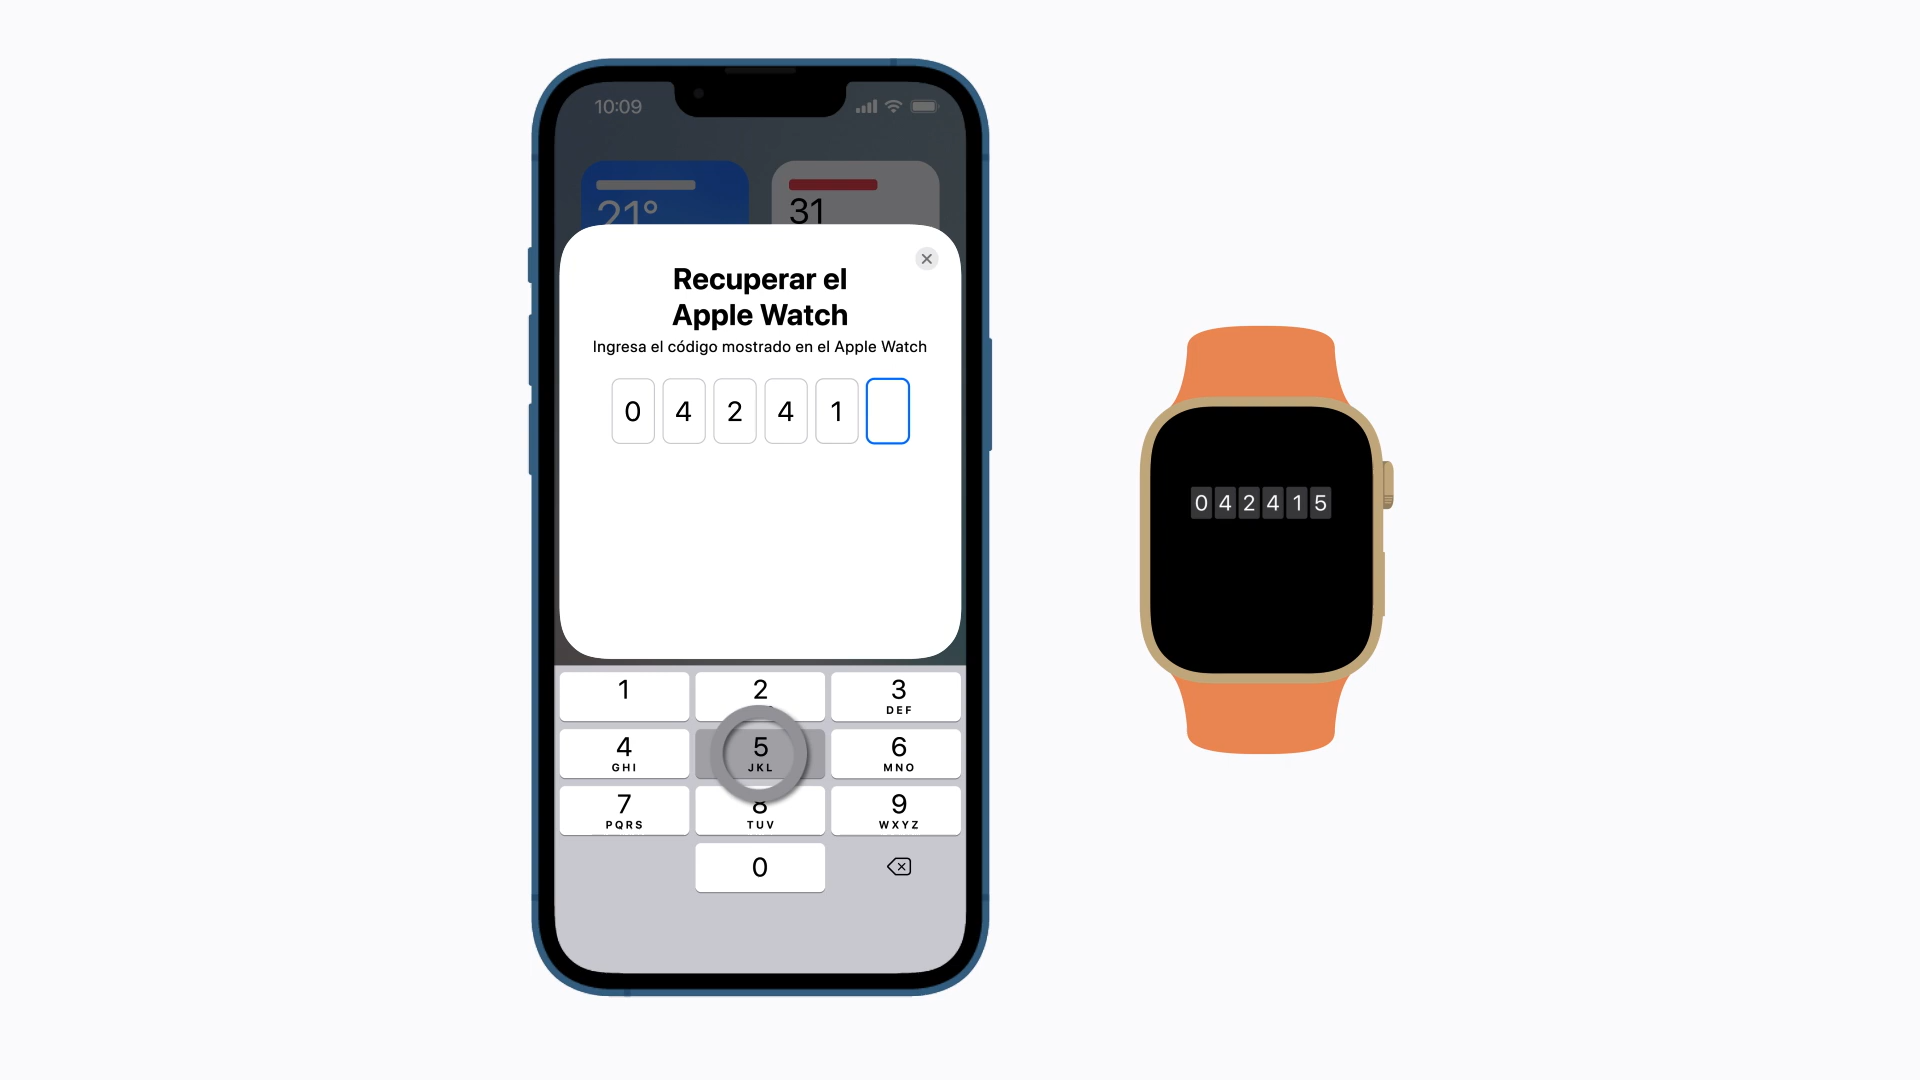 10:09
21°
31
Recuperar el
Apple Watch
Ingresa el código mostrado en el Apple Watch
0 4 2 4 1
0 4 2 4 1 5
1 2 3
DEF
4 5 6
GHI JKL MNO
7 8 9
PQRS TUV WXYZ
0